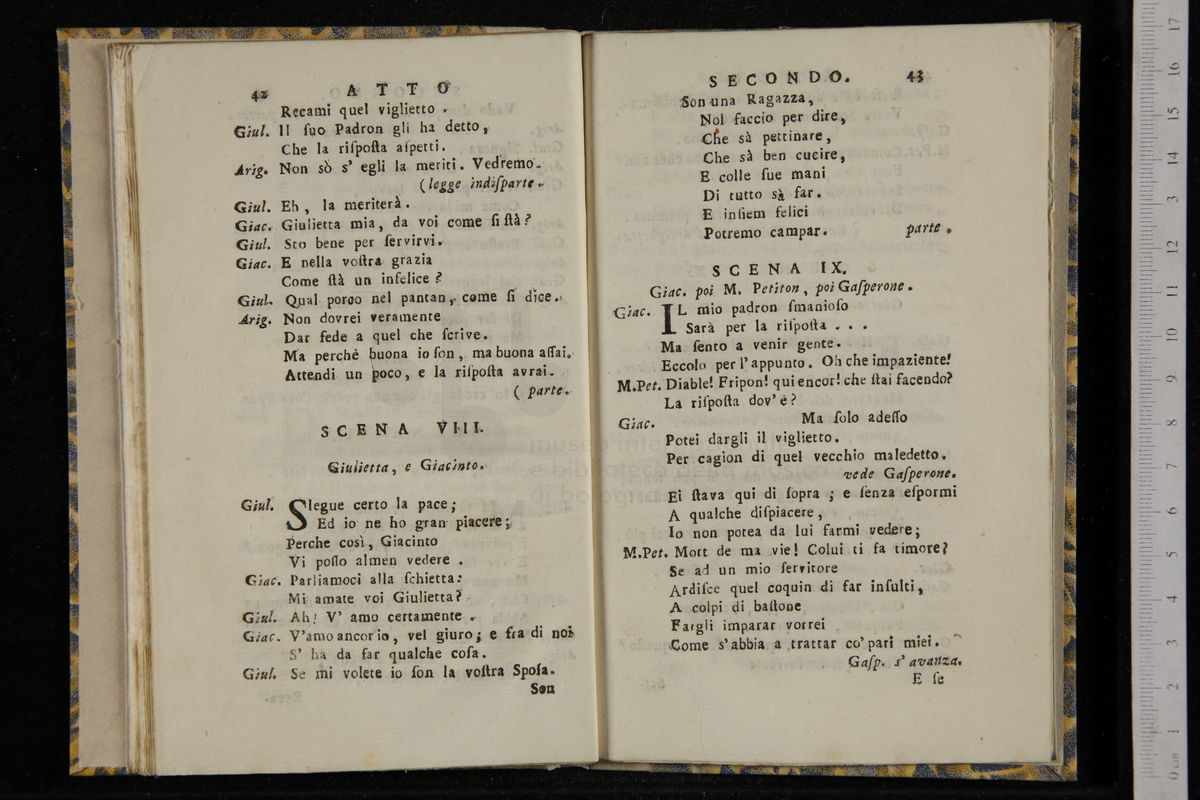 42 ATTO
Recami quel viglietto .
Giul. Il ſuo Padron gli ha detto,
Che la riſpoſta aſpetti.
Arig. Non sò s' egli la meriti. Vedremo.
( legge indiſparte.
Giul. Eh , la meriterà.
Giac. Giulietta mia, da voi come ſi ſtà?
Giul. Sto bene per ſervirvi.
Giac. E nella voſtra grazia
Come ſtà un infelice?
Giul. Qual porco nel pantan, come ſi dice.
Arig. Non dovrei veramente
Dar fede a quel che ſcrive.
Ma perchè buona io ſon, ma buona aſſai.
Attendi un poco, e la riſpoſta avrai.
( parte.
SCENA VIII.
Giulietta, e Giacinto.
Giul. Slegue certo la pace;
Ed io ne ho gran piacere;
Perche così, Giacinto
Vi poſſo almen vedere .
Giac. Parliamoci alla ſchietta:
Mi amate voi Giulietta?
Giul. Ah! V' amo certamente .
Giac. V'amo ancor io, vel giuro; e fra di noi
S' ha da far qualche coſa.
Giul. Se mi volete io ſon la voſtra Spoſa.
Son
SECONDO. 43
Son una Ragazza,
Nol faccio per dire,
Che sà pettinare,
Che sà ben cucire,
E colle ſue mani
Di tutto sà far.
E inſiem felici
Potremo campar. parte .
SCENA IX.
Giac. poi M. Petiton, poi Gaſperone.
Giac. IL mio padron ſmanioſo
Sarà per la riſpoſta . . .
Ma ſento a venir gente.
Eccolo per l'appunto. Oh che impaziente!
M.Pet. Diable! Fripon! qui encor! che ſtai facendo?
La riſpoſta dov'è?
Giac. Ma ſolo adeſſo
Potei dargli il viglietto.
Per cagion di quel vecchio maledetto.
vede Gaſperone.
Ei ſtava qui di ſopra ; e ſenza eſpormi
A qualche diſpiacere,
Io non potea da lui farmi vedere;
M.Pet. Mort de ma vie! Colui ti fa timore?
Se ad un mio ſervitore
Ardiſce quel coquin di far inſulti,
A colpi di baſtone
Fargli imparar vorrei
Come s'abbia a trattar co' pari miei.
Gaſp. s' avanza.
E ſe